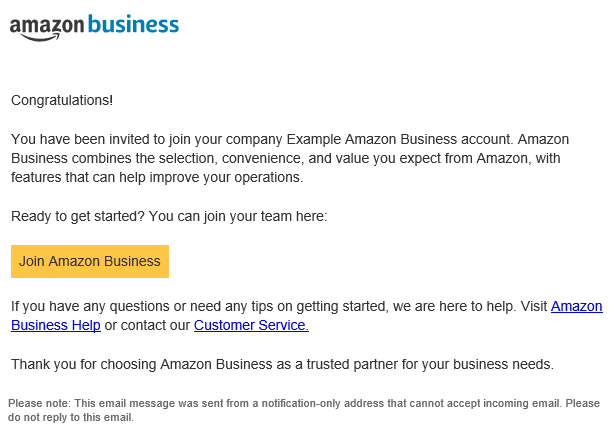 amazon business
Congratulations!
You have been invited to join your company Example Amazon Business account. Amazon
Business combines the selection, convenience, and value you expect from Amazon, with
features that can help improve your operations.
Ready to get started? You can join your team here:
Join Amazon Business
If you have any questions or need any tips on getting started, we are here to help. Visit Amazon
Business Help or contact our Customer Service.
Thank you for choosing Amazon Business as a trusted partner for your business needs.
Please note: This email message was sent from a notification-only address that cannot accept incoming email. Please
do not reply to this email.